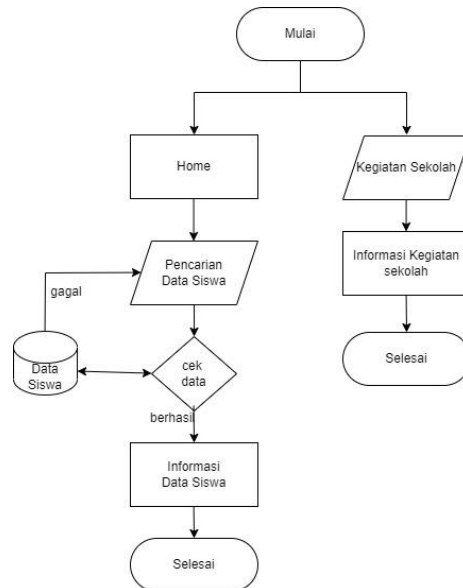 Mulai
Home
Kegiatan Sekolah
Pencarian
Data Siswa
Informasi Kegiatan
sekolah
gagal
Data
Siswa
cek
data
Selesai
berhasil
Informasi
Data Siswa
Selesai